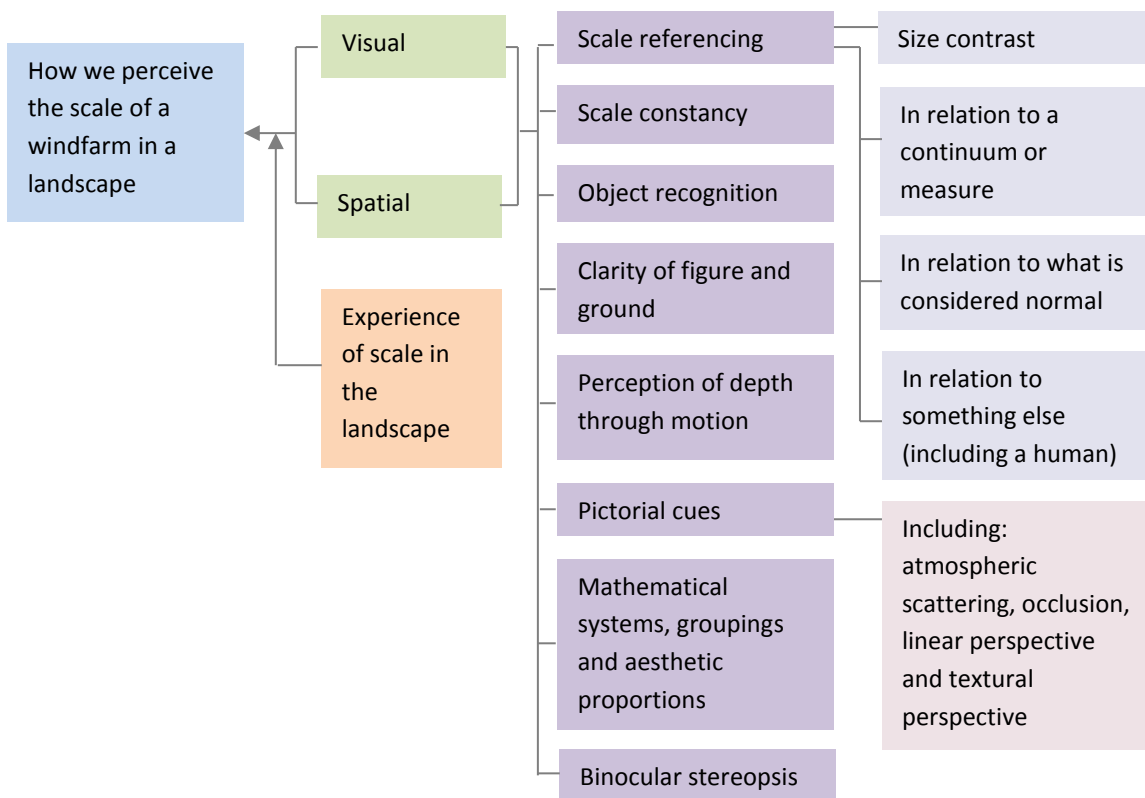 How we perceive
the scale of a
windfarm in a
landscape
Visual
Spatial
Experience
of scale in
the
landscape
Scale referencing
Scale constancy
Object recognition
Clarity of figure and
ground
Perception of depth
through motion
Pictorial cues
Mathematical
systems, groupings
and aesthetic
proportions
Binocular stereopsis
Size contrast
In relation to a
continuum or
measure
In relation to what is
considered normal
In relation to
something else
(including a human)
Including:
atmospheric
scattering, occlusion,
linear perspective
and textural
perspective